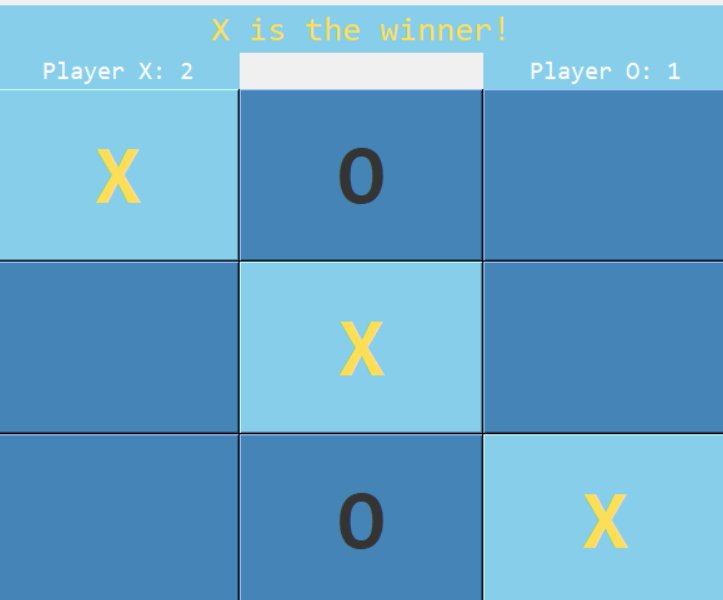 X is the winner!
Player X: 2 Player O: 1
X O
X
O X